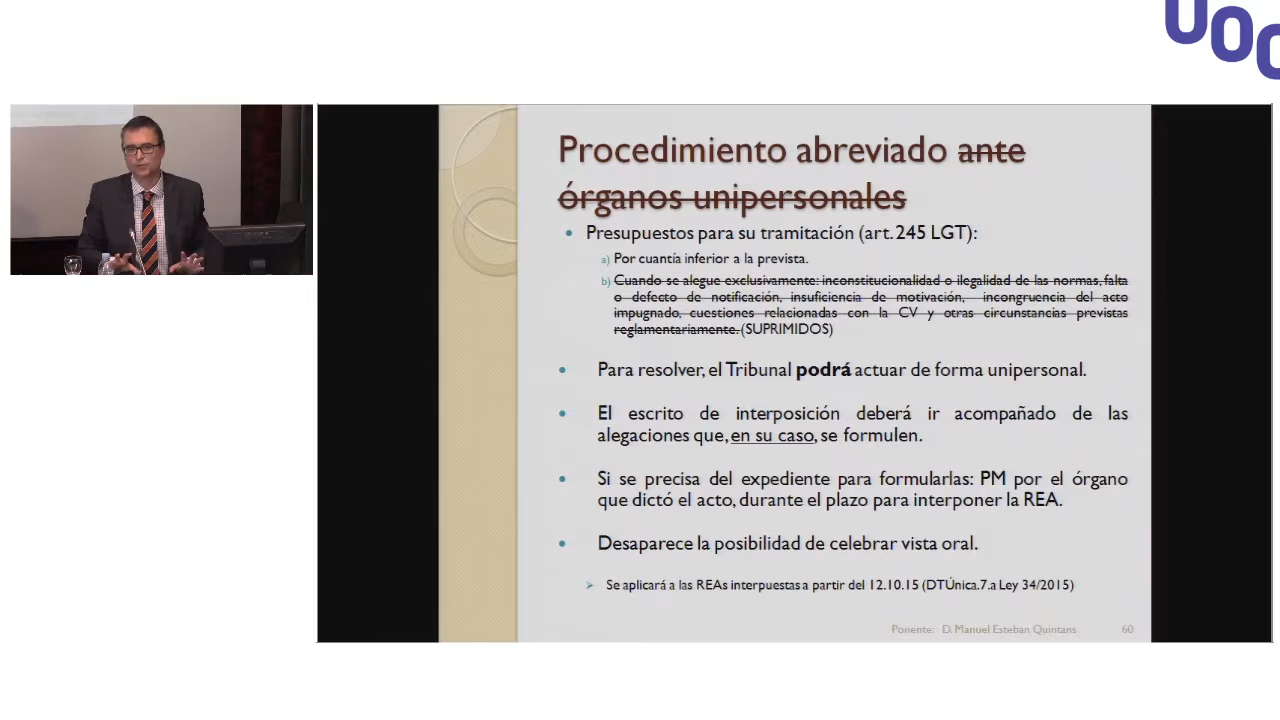 UOC
Procedimiento abreviado ante
órganos unipersonales
• Presupuestos para su tramitación (art. 245 LGT):
a) Por cuantía inferior a la prevista.
b) Cuando se alegue exclusivamente: inconstitucionalidad o ilegalidad de las normas, falta
o defecto de notificación, insuficiencia de motivación, incongruencia del acto
impugnado, cuestiones relacionadas con la CV y otras circunstancias previstas
reglamentariamente. (SUPRIMIDOS)
• Para resolver, el Tribunal podrá actuar de forma unipersonal.
• El escrito de interposición deberá ir acompañado de las
alegaciones que, en su caso, se formulen.
• Si se precisa del expediente para formularlas: PM por el órgano
que dictó el acto, durante el plazo para interponer la REA.
• Desaparece la posibilidad de celebrar vista oral.
➢ Se aplicará a las REAs interpuestas a partir del 12.10.15 (DTÚnica.7.a Ley 34/2015)
Ponente: D. Manuel Esteban Quintans 60